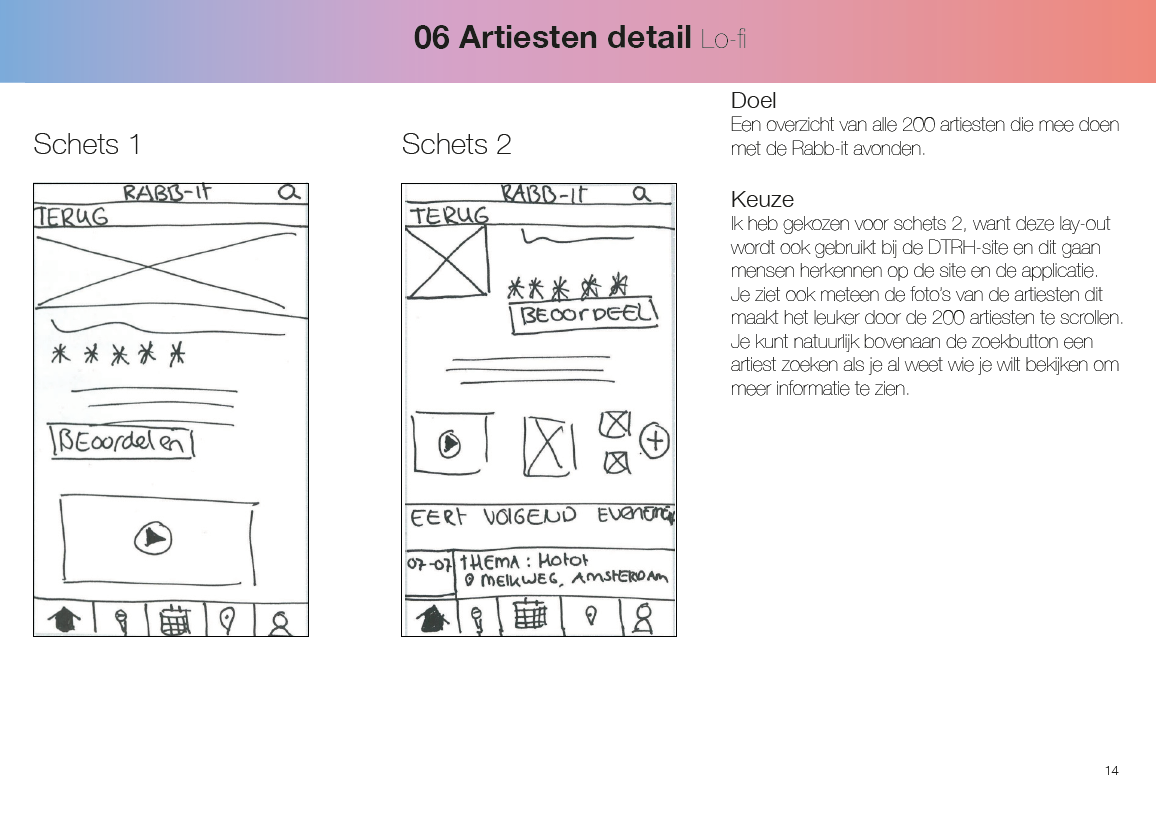 06 Artiesten detail Lo-fi
Schets 1
RABB-it
TERUG
BEoordelen
Schets 2
RABB-it
TERUG
BEOORDEEL
EERt VOlGEND
07-07
tHEMA : Hotot
MElkWEG, AMStERDAM
Doel
Een overzicht van alle 200 artiesten die mee doen
met de Rabb-it avonden.
Keuze
Ik heb gekozen voor schets 2, want deze lay-out
wordt ook gebruikt bij de DTRH-site en dit gaan
mensen herkennen op de site en de applicatie.
Je ziet ook meteen de foto's van de artiesten dit
maakt het leuker door de 200 artiesten te scrollen.
Je kunt natuurlijk bovenaan de zoekbutton een
artiest zoeken als je al weet wie je wilt bekijken om
meer informatie te zien.
14